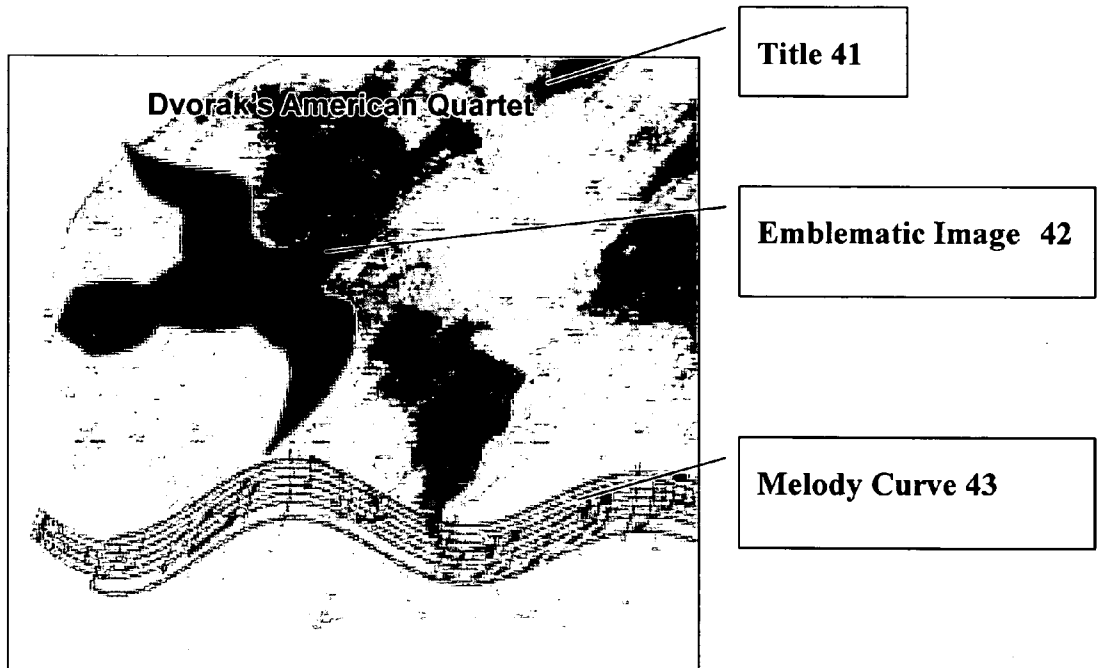 Title 41
Dvorak's American Quartet
Emblematic Image 42
Melody Curve 43